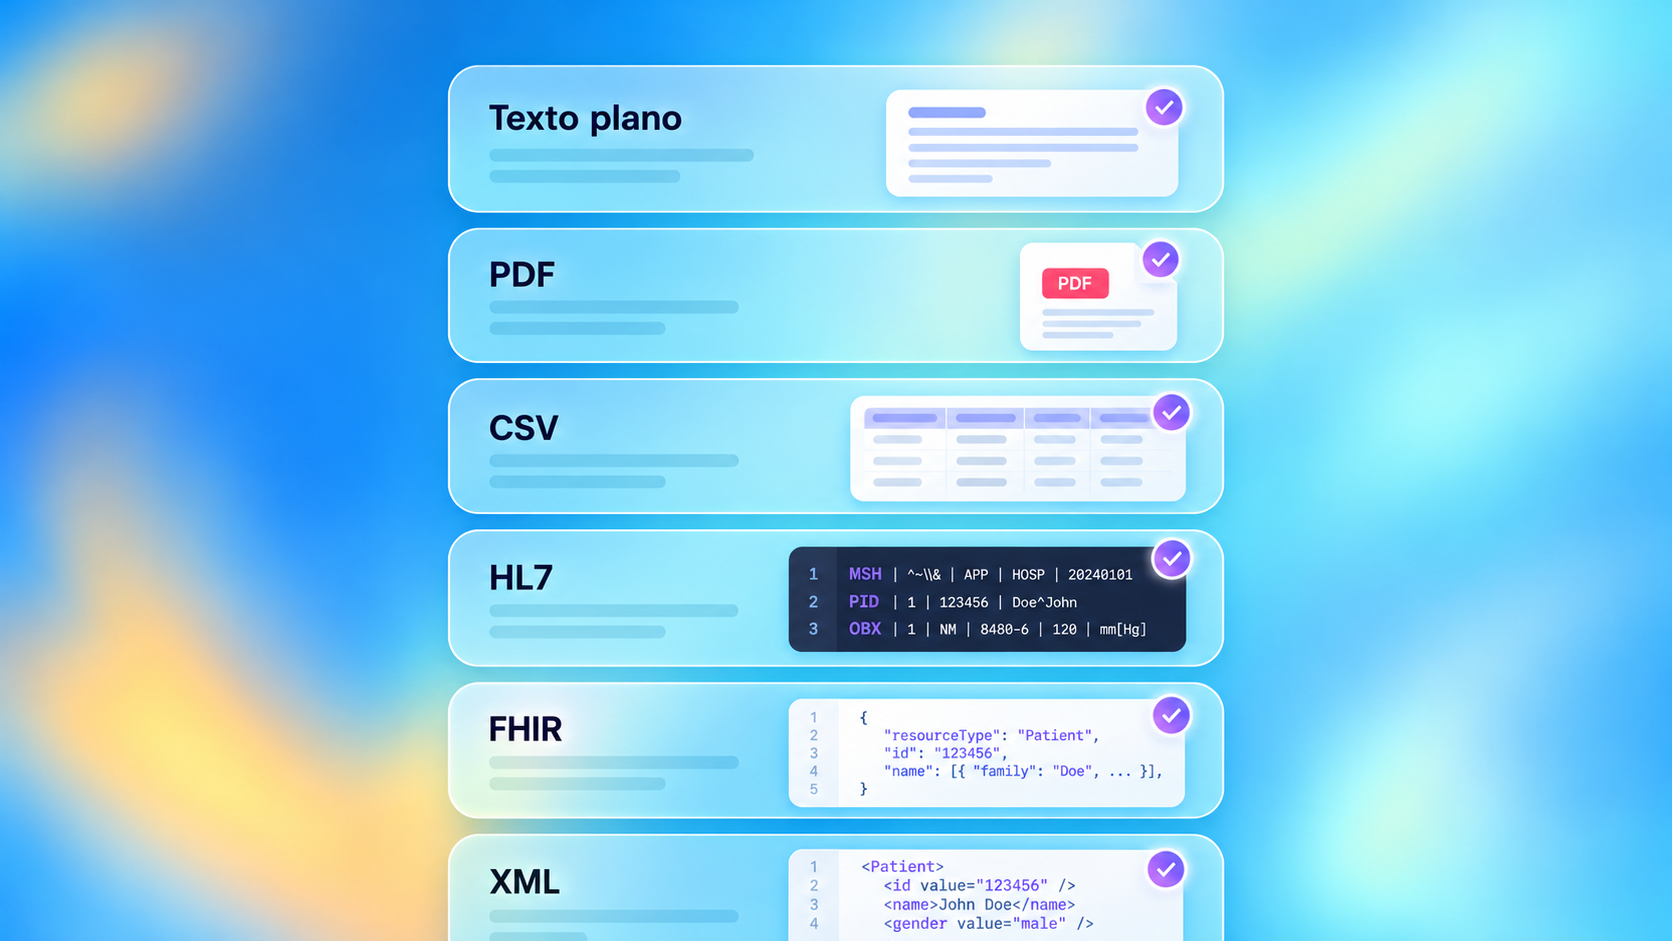 Texto plano
PDF
PDF
CSV
HL7
1 MSH | ^~\\& | APP | HOSP | 20240101
2 PID | 1 | 123456 | Doe^John
3 OBX | 1 | NM | 8480-6 | 120 | mm[Hg]
FHIR
1 {
2 "resourceType": "Patient",
3 "id": "123456",
4 "name": [{ "family": "Doe", ... }],
5 }
XML
1 <Patient>
2 <id value="123456" />
3 <name>John Doe</name>
4 <gender value="male" />